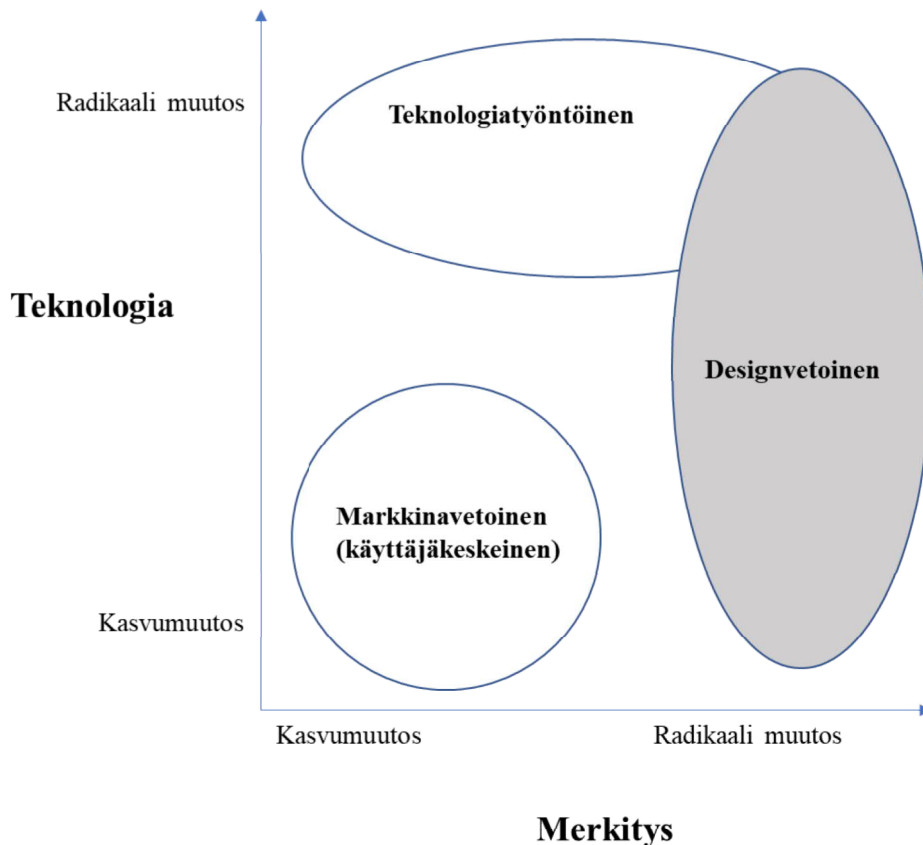 Radikaali muutos
Teknologiatyöntöinen
Teknologia
Designvetoinen
Markkinavetoinen
(käyttäjäkeskeinen)
Kasvumuutos
Kasvumuutos
Radikaali muutos
Merkitys